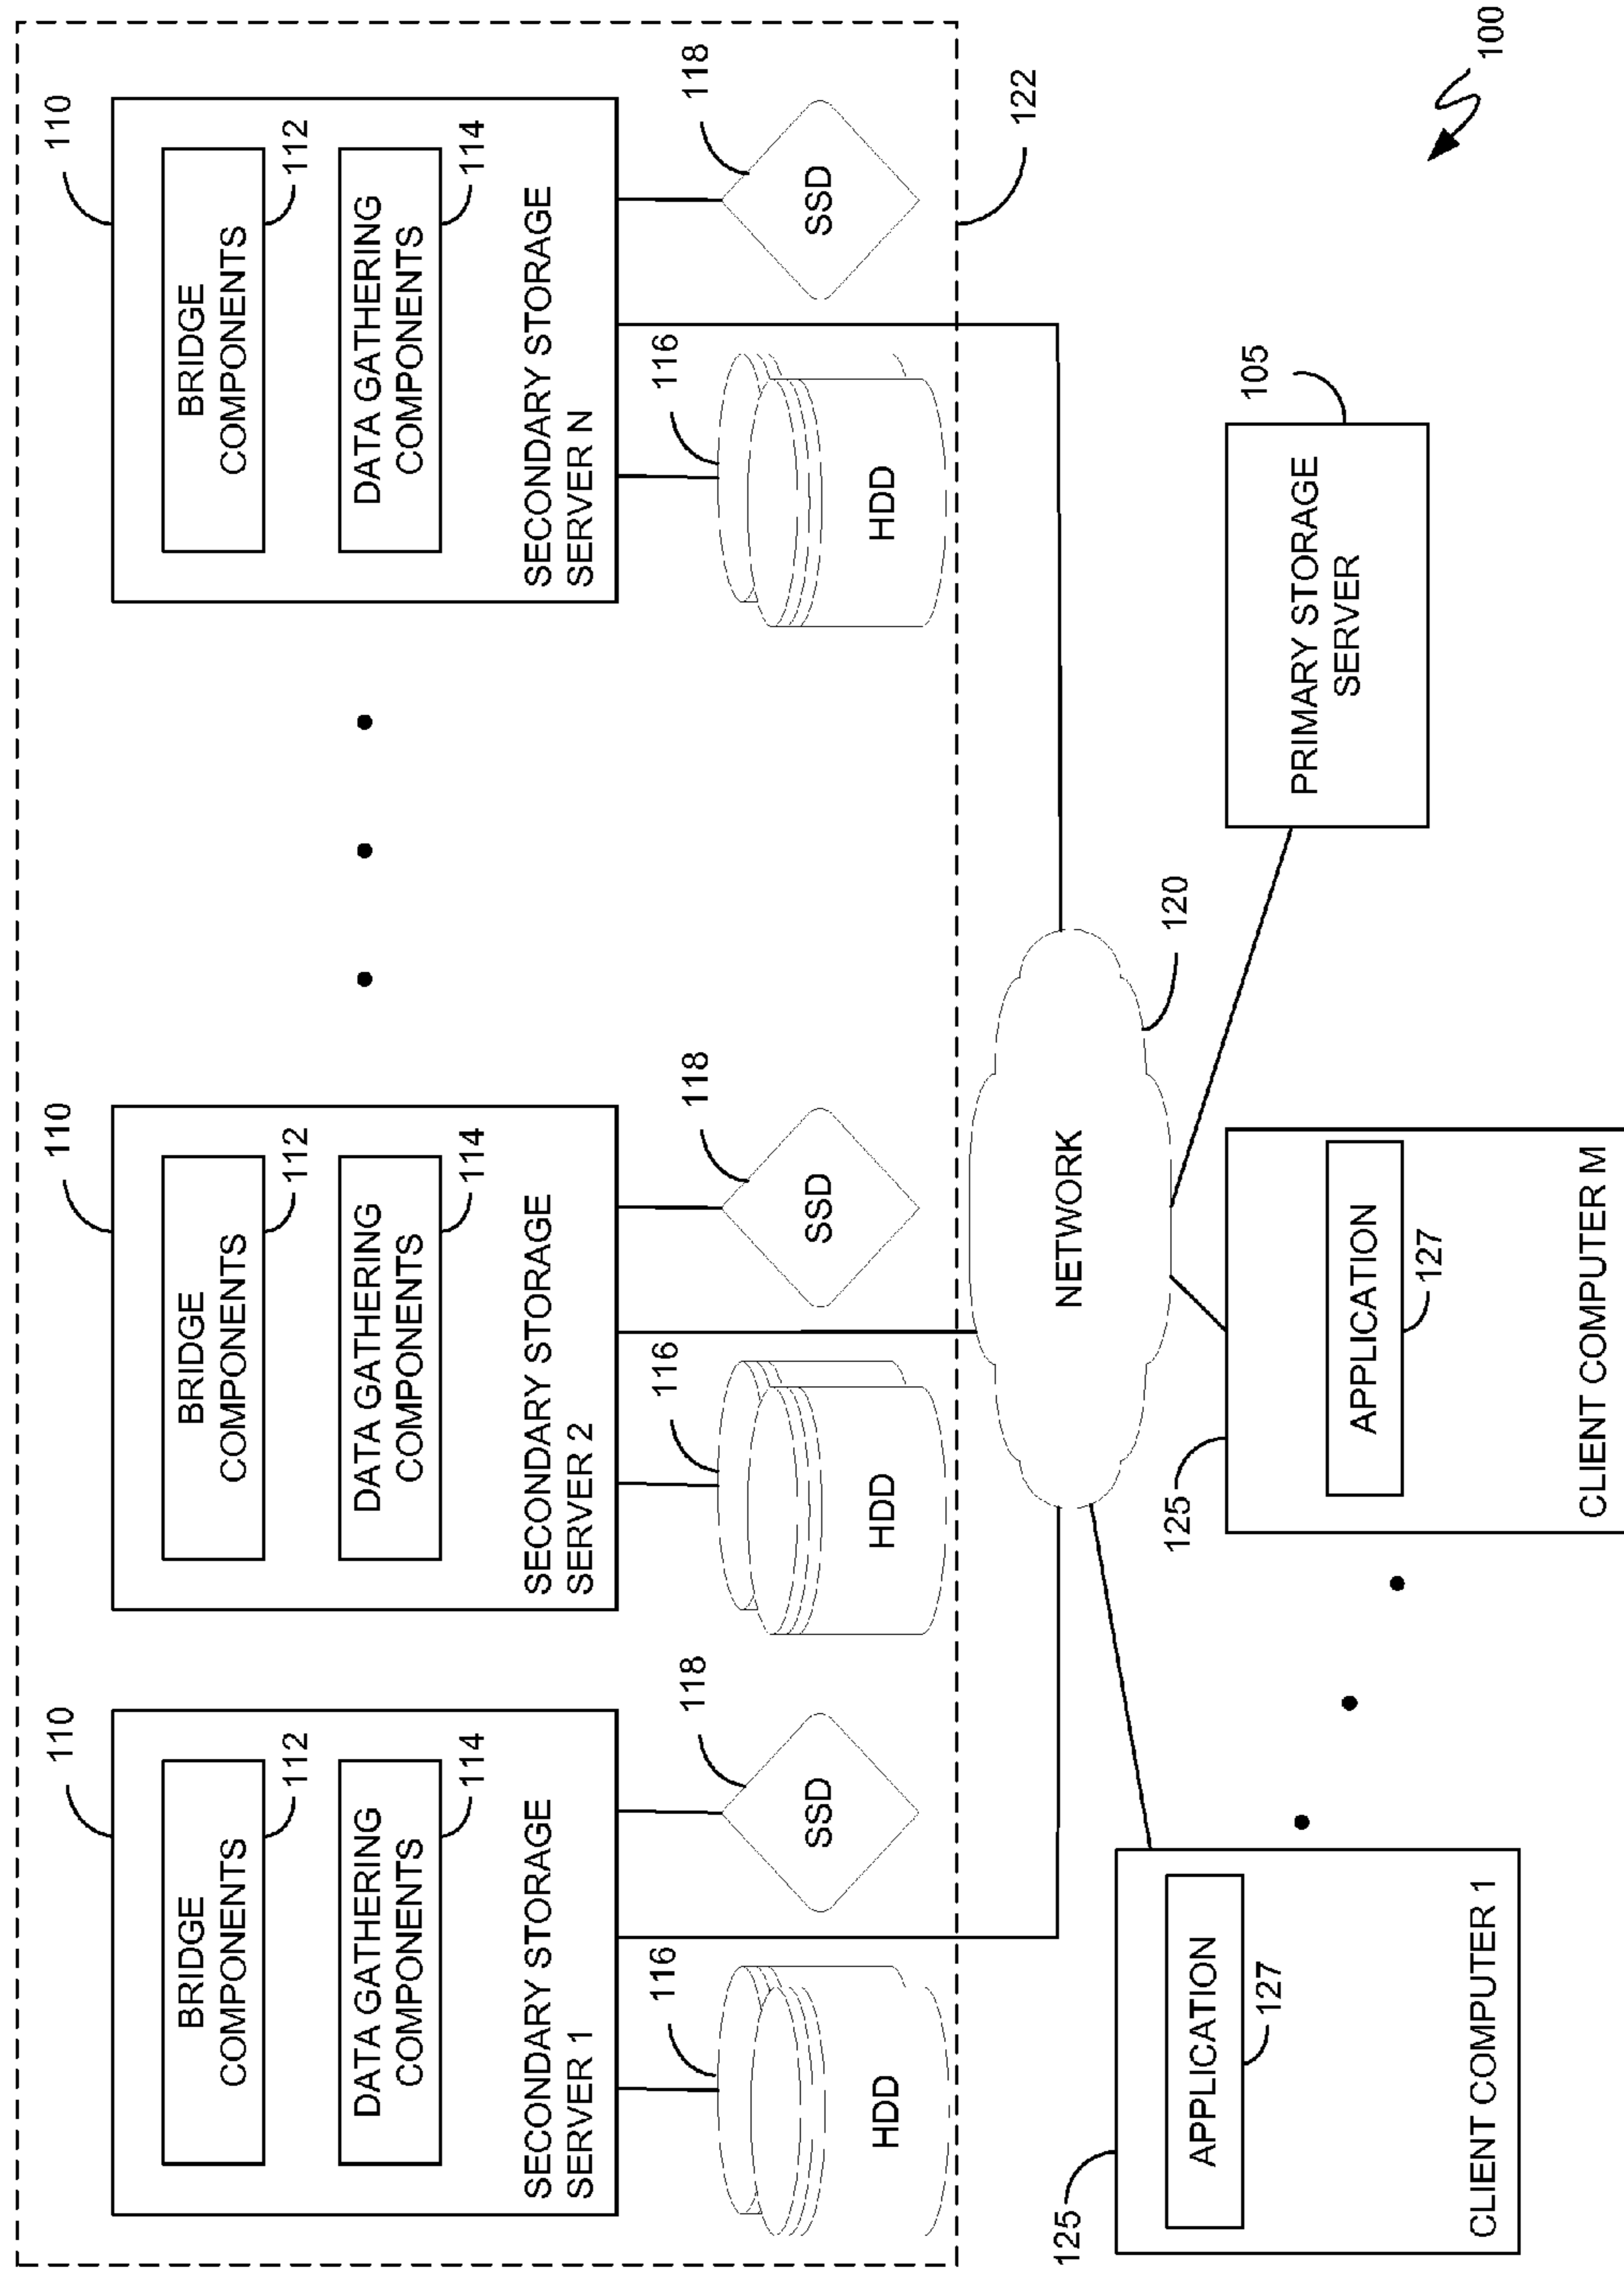 110
BRIDGE
COMPONENTS
112
DATA GATHERING
COMPONENTS
114
SECONDARY STORAGE
SERVER 1
116
HDD
118
SSD
110
BRIDGE
COMPONENTS
112
DATA GATHERING
COMPONENTS
114
SECONDARY STORAGE
SERVER 2
116
HDD
118
SSD
110
BRIDGE
COMPONENTS
112
DATA GATHERING
COMPONENTS
114
SECONDARY STORAGE
SERVER N
116
HDD
118
SSD
122
NETWORK
120
125
APPLICATION
127
CLIENT COMPUTER 1
125
APPLICATION
127
CLIENT COMPUTER M
105
PRIMARY STORAGE
SERVER
100